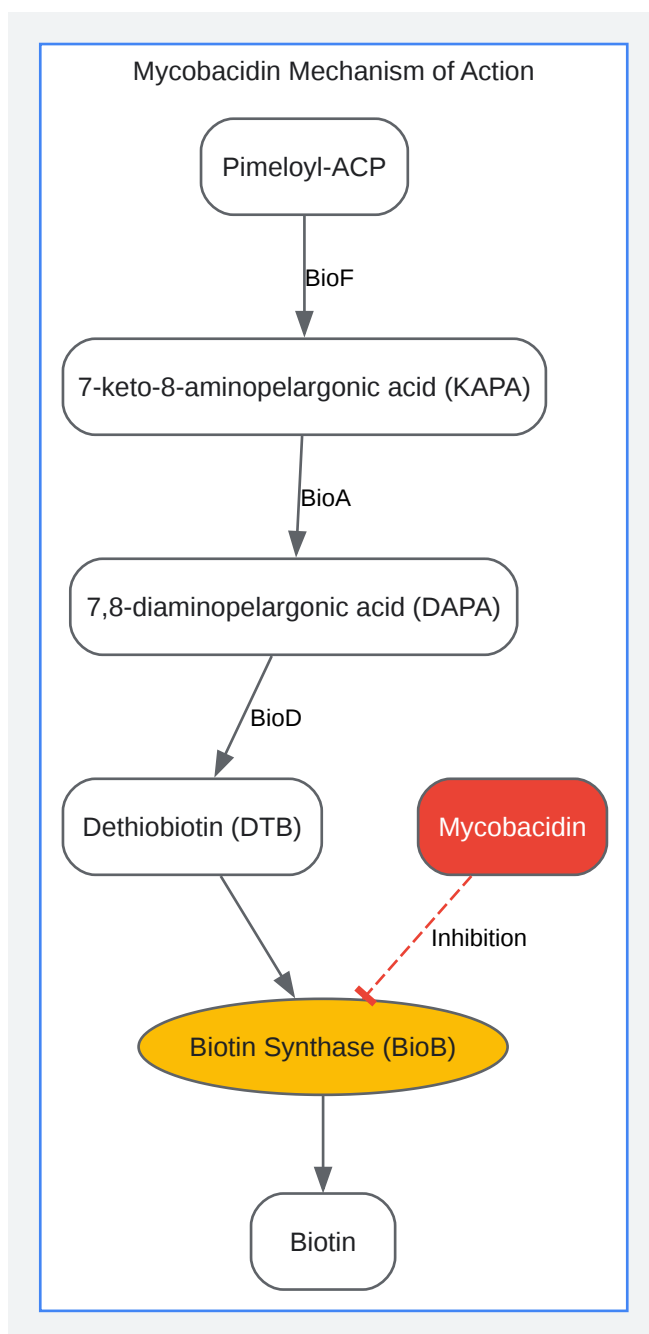 Mycobacidin Mechanism of Action
Pimeloyl-ACP
BioF
7-keto-8-aminopelargonic acid (KAPA)
BioA
7,8-diaminopelargonic acid (DAPA)
BioD
Dethiobiotin (DTB)
Mycobacidin
Inhibition
Biotin Synthase (BioB)
Biotin